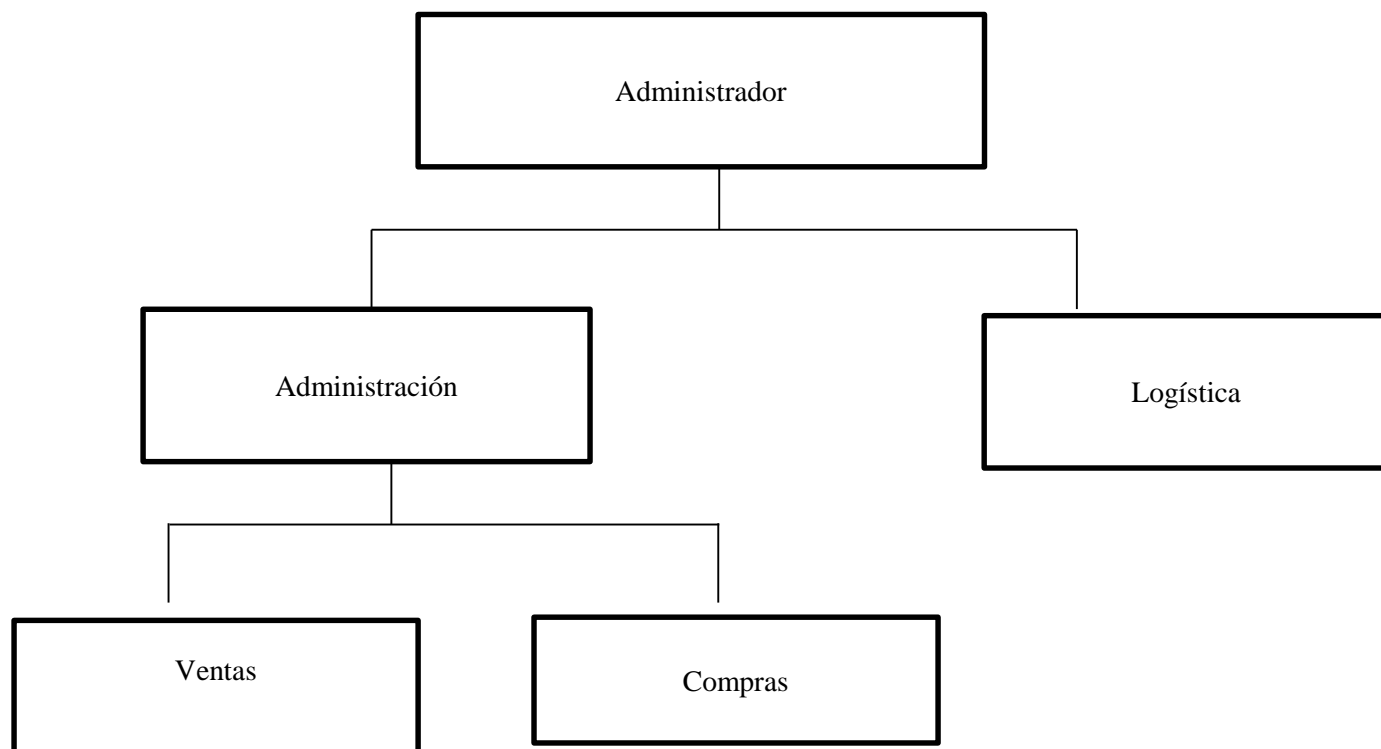 Administrador
Administración
Logística
Ventas
Compras